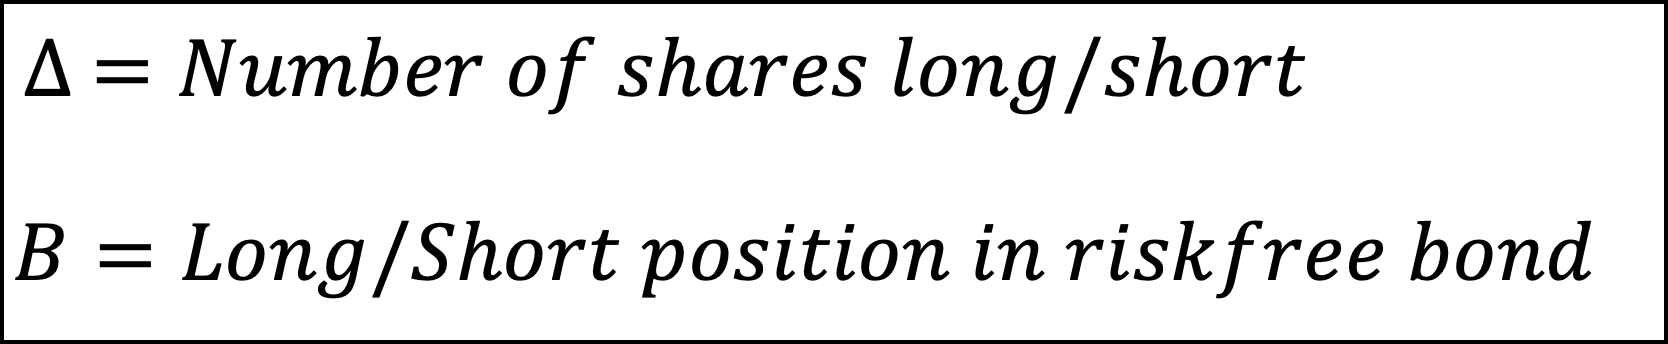 Δ = Number of shares long/short
B = Long/Short position in riskfree bond